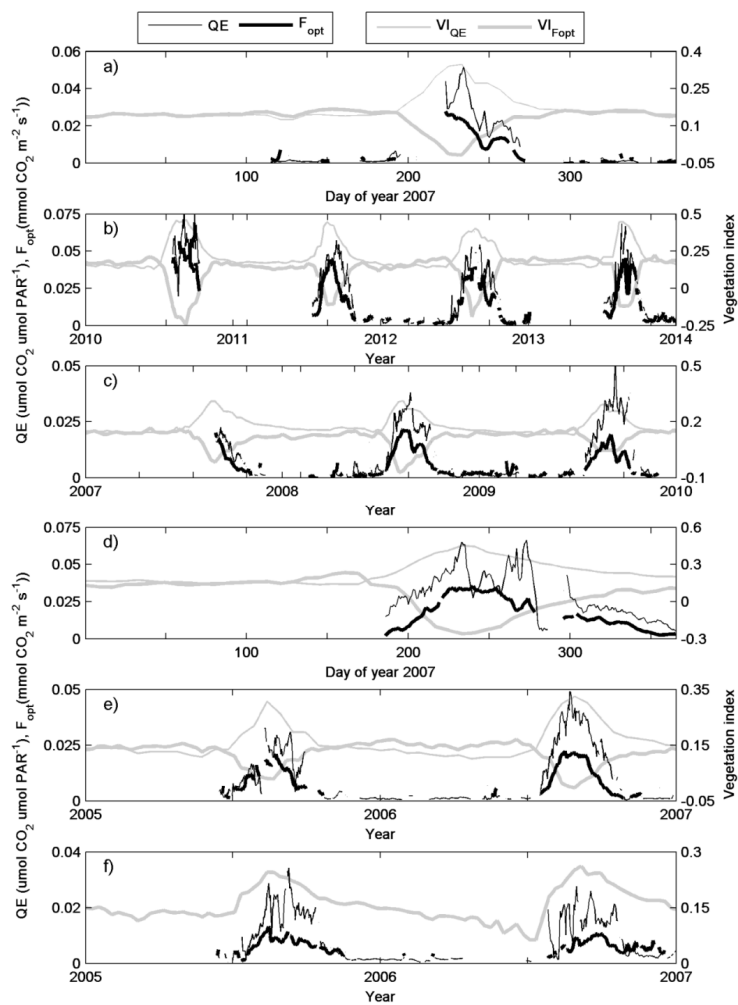 QE F_opt VI_QE VI_Fopt
QE (umol CO2 umol PAR⁻¹), F_opt(mmol CO2 m⁻² s⁻¹))
Vegetation index
a)
0.06 0.4
0.04 0.25
0.02 0.1
0 -0.05
100 200 300
Day of year 2007
b)
0.075 0.5
0.05 0.25
0.025 0
0 -0.25
2010 2011 2012 2013 2014
Year
c)
0.05 0.5
0.025 0.2
0 -0.1
2007 2008 2009 2010
Year
QE (umol CO2 umol PAR⁻¹), F_opt(mmol CO2 m⁻² s⁻¹))
Vegetation index
d)
0.075 0.6
0.05 0.3
0.025 0
0 -0.3
100 200 300
Day of year 2007
e)
0.05 0.35
0.025 0.15
0 -0.05
2005 2006 2007
Year
f)
0.04 0.3
0.02 0.15
0 0
2005 2006 2007
Year